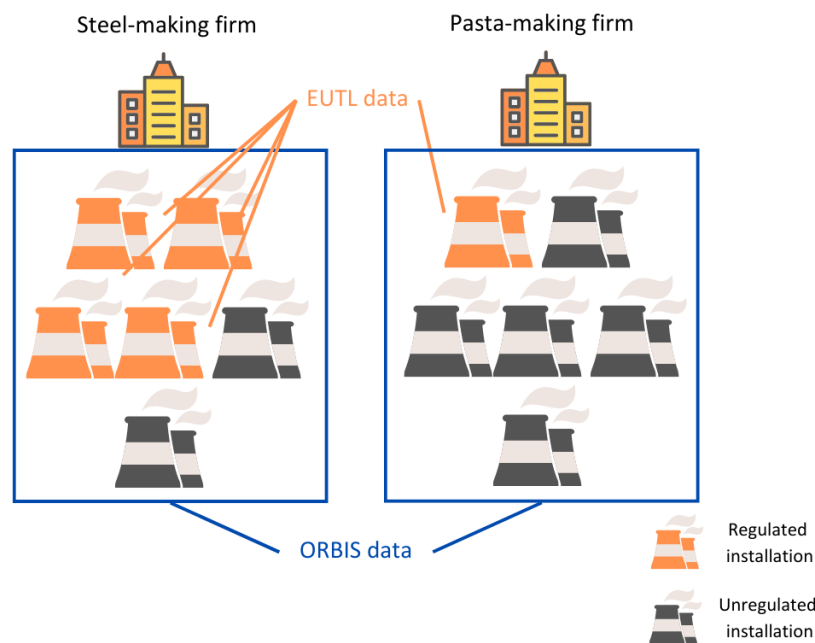 Steel-making firm
Pasta-making firm
EUTL data
ORBIS data
Regulated
installation
Unregulated
installation